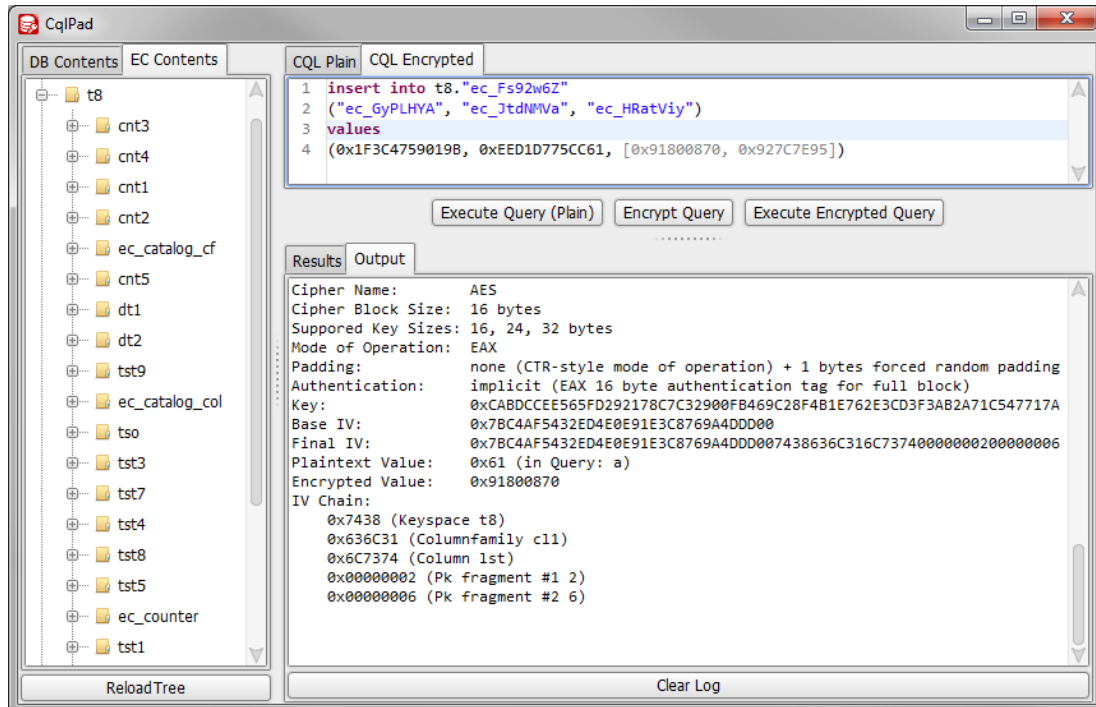 CqlPad
DB Contents
EC Contents
t8
cnt3
cnt4
cnt1
cnt2
ec_catalog_cf
cnt5
dt1
dt2
tst9
ec_catalog_col
tso
tst3
tst7
tst4
tst8
tst5
ec_counter
tst1
ReloadTree
CQL Plain
CQL Encrypted
1 insert into t8."ec_Fs92w6Z"
2 ("ec_GyPLHYA", "ec_JtdNMVa", "ec_HRatViy")
3 values
4 (0x1F3C4759019B, 0xEED1D775CC61, [0x91800870, 0x927C7E95])
Execute Query (Plain)
Encrypt Query
Execute Encrypted Query
Results
Output
Cipher Name: AES
Cipher Block Size: 16 bytes
Suppored Key Sizes: 16, 24, 32 bytes
Mode of Operation: EAX
Padding: none (CTR-style mode of operation) + 1 bytes forced random padding
Authentication: implicit (EAX 16 byte authentication tag for full block)
Key: 0xCABDCCEE565FD292178C7C32900FB469C28F4B1E762E3CD3F3AB2A71C547717A
Base IV: 0x7BC4AF5432ED4E0E91E3C8769A4DDD00
Final IV: 0x7BC4AF5432ED4E0E91E3C8769A4DDD007438636C316C73740000000200000006
Plaintext Value: 0x61 (in Query: a)
Encrypted Value: 0x91800870
IV Chain:
0x7438 (Keyspace t8)
0x636C31 (Columnfamily cl1)
0x6C7374 (Column lst)
0x00000002 (Pk fragment #1 2)
0x00000006 (Pk fragment #2 6)
Clear Log